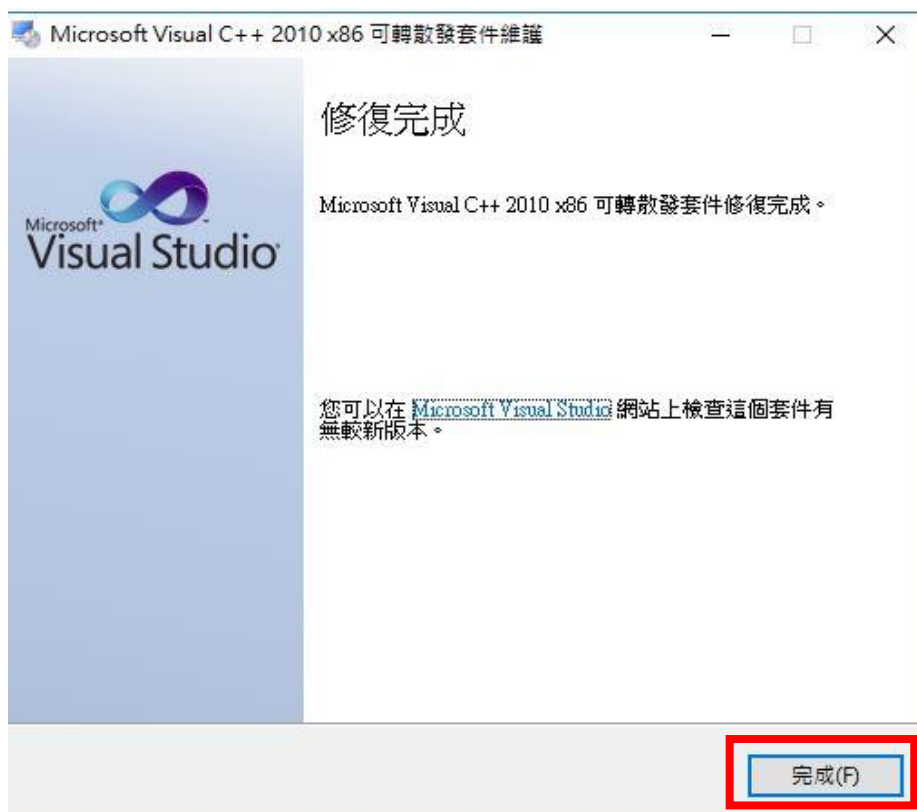 Microsoft Visual C++ 2010 x86 可轉散發套件維護
修復完成
Microsoft Visual C++ 2010 x86 可轉散發套件修復完成。
Microsoft®
Visual Studio®
您可以在 Microsoft Visual Studio 網站上檢查這個套件有
無較新版本。
完成(F)